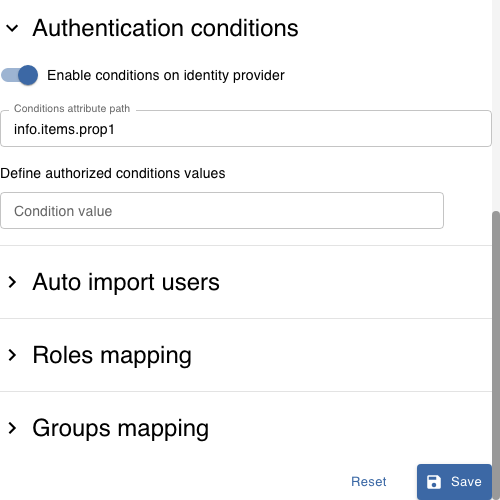 Authentication conditions
Enable conditions on identity provider
Conditions attribute path
info.items.prop1
Define authorized conditions values
Condition value
Auto import users
Roles mapping
Groups mapping
Reset Save